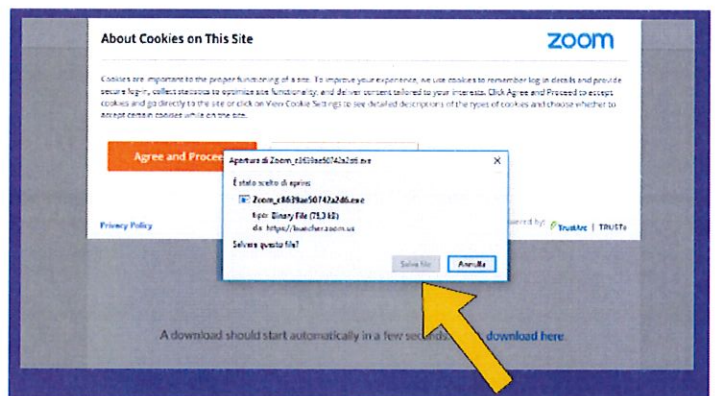 About Cookies on This Site
zoom
Cookies are important to the proper functioning of a site. To improve your experience, we use cookies to remember log in details and provide
secure log-in, collect statistics to optimize site functionality, and deliver content tailored to your interests. Click Agree and Proceed to accept
cookies and go directly to the site or click on View Cookie Settings to see detailed descriptions of the types of cookies and choose whether to
accept certain cookies while on the site.
Agree and Procee
Apertura di Zoom_c8639ae50742a2d6.exe
È stato scelto di aprire:
Zoom_c8639ae50742a2d6.exe
tipo: Binary File (75,3 kB)
da: https://launcher.zoom.us
Salvare questo file?
Salva file
Annulla
Privacy Policy
wered by:
TrustArc | TRUSTe
A download should start automatically in a few seconds.
download here.